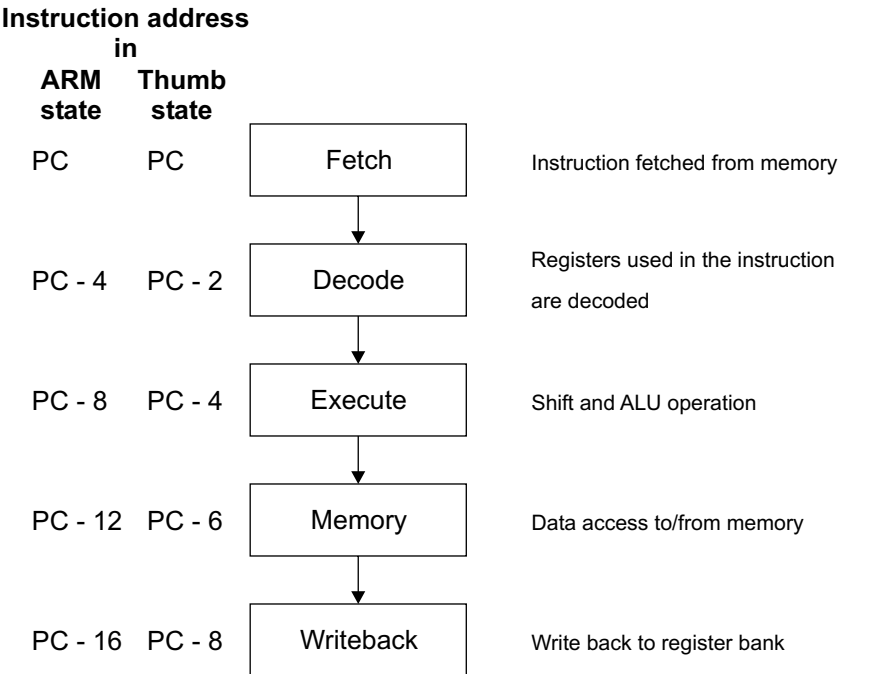 Instruction address
in
ARM Thumb
state state
PC PC Fetch Instruction fetched from memory
PC - 4 PC - 2 Decode Registers used in the instruction
are decoded
PC - 8 PC - 4 Execute Shift and ALU operation
PC - 12 PC - 6 Memory Data access to/from memory
PC - 16 PC - 8 Writeback Write back to register bank